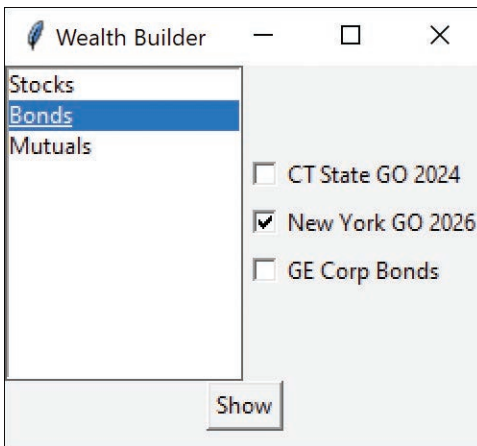 Wealth Builder
Stocks
Bonds
Mutuals
CT State GO 2024
New York GO 2026
GE Corp Bonds
Show